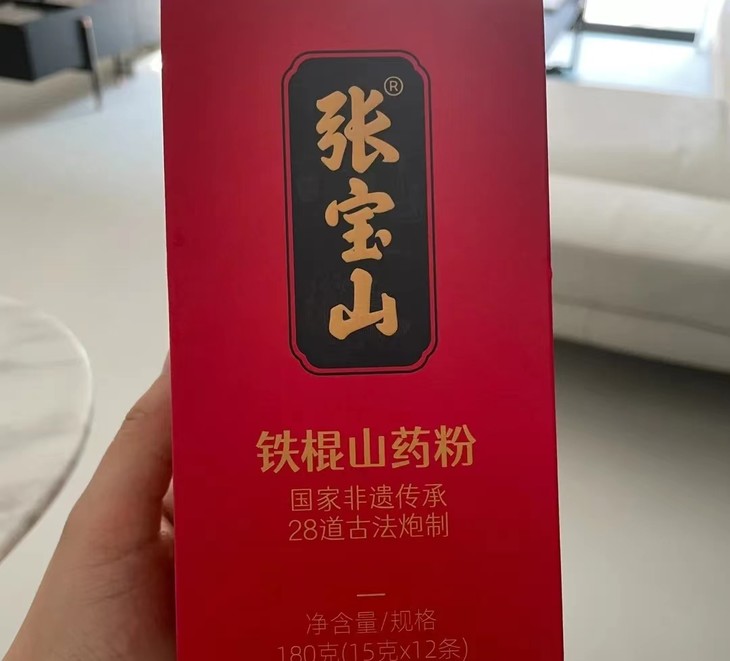 张宝山®
铁棍山药粉
国家非遗传承
28道古法炮制
净含量/规格
180克(15克x12条)